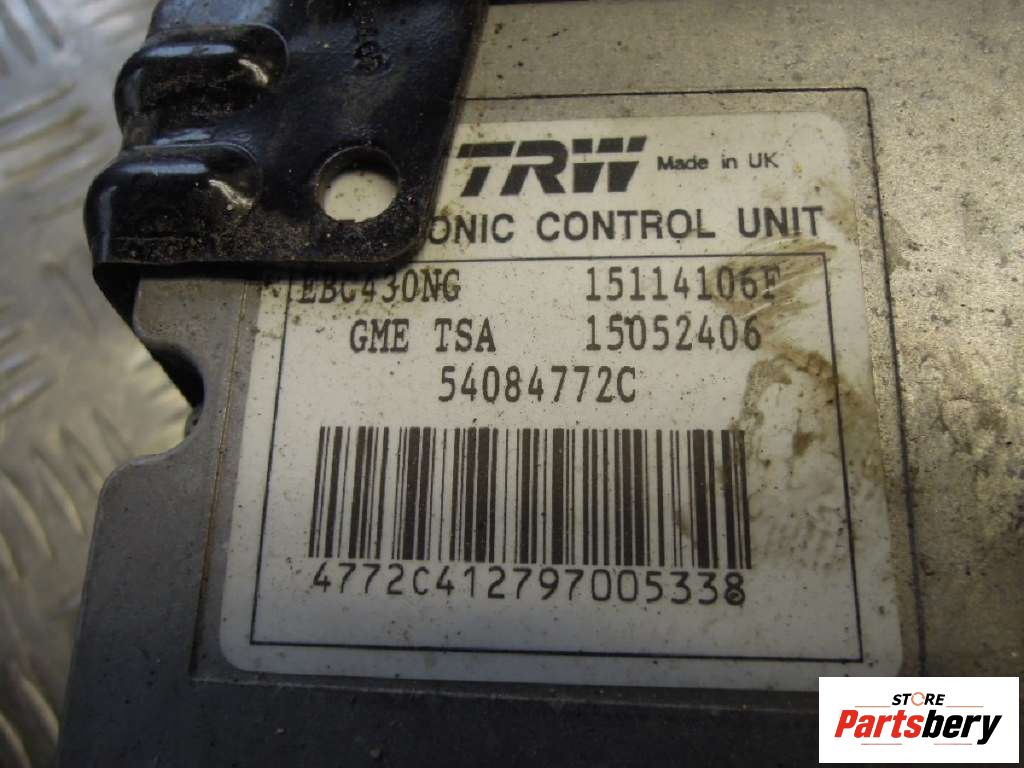 TRW Made in UK
ONIC CONTROL UNIT
EBC430NG 15114106F
GME TSA 15052406
54084772C
4772C412797005338
STORE
Partsbery